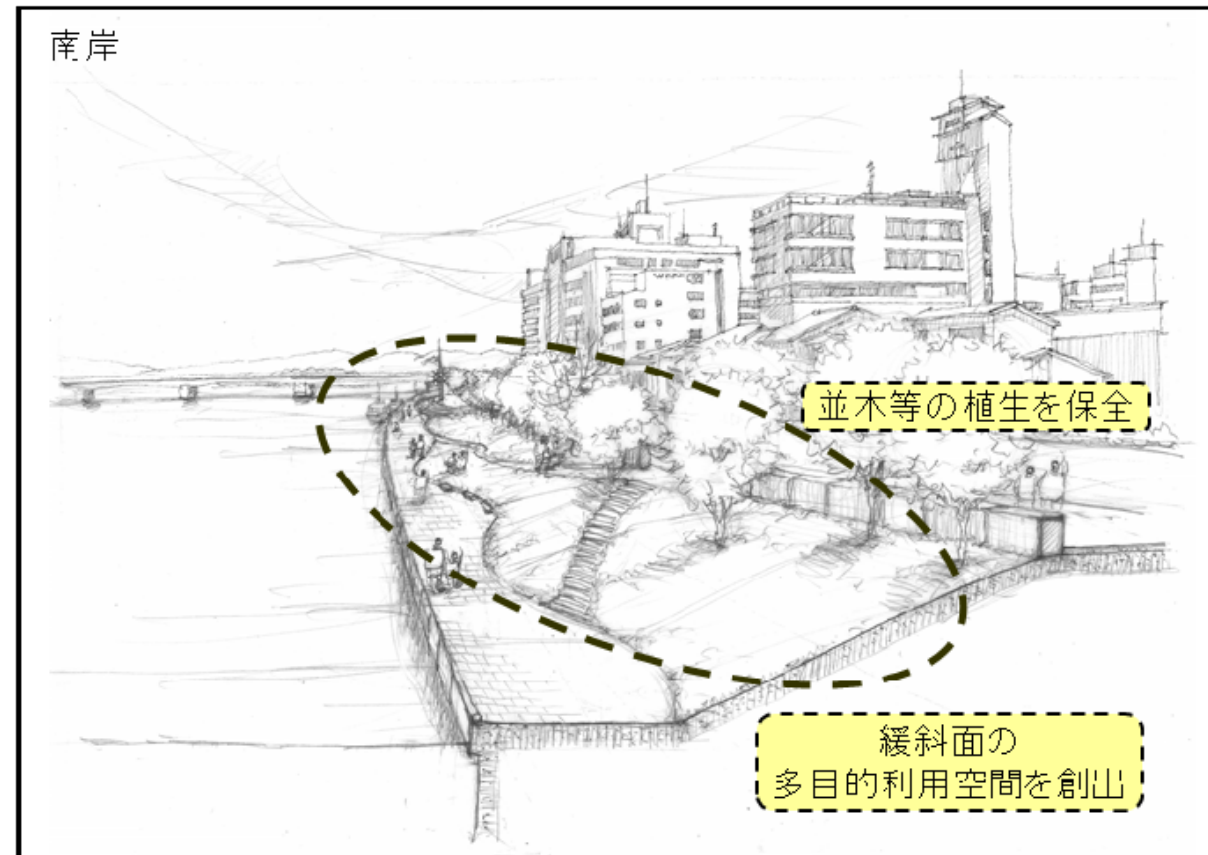 南岸
並木等の植生を保全
緩斜面の
多目的利用空間を創出